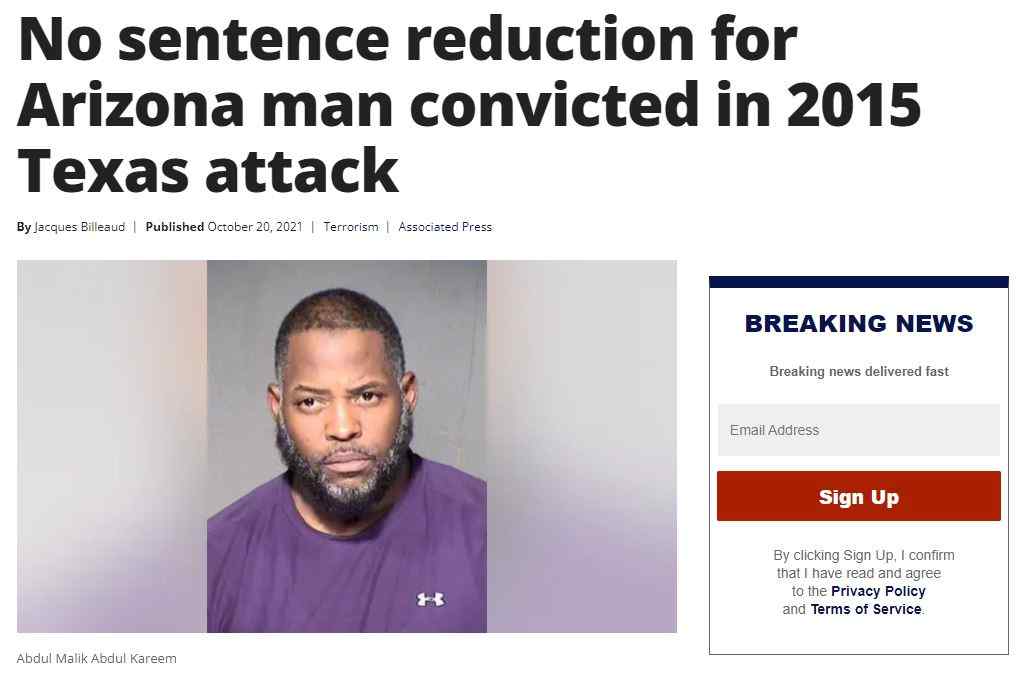 No sentence reduction for
Arizona man convicted in 2015
Texas attack
By Jacques Billeaud | Published October 20, 2021 | Terrorism | Associated Press
BREAKING NEWS
Breaking news delivered fast
Email Address
Sign Up
By clicking Sign Up, I confirm
that I have read and agree
to the Privacy Policy
and Terms of Service.
Abdul Malik Abdul Kareem